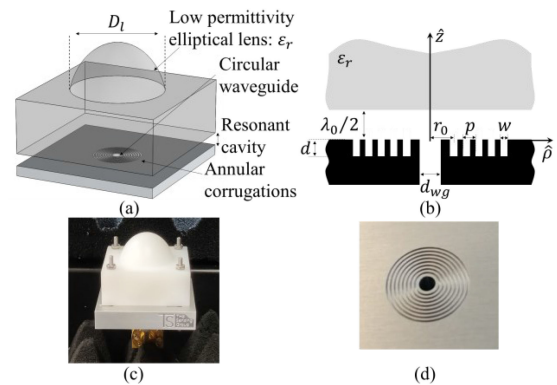 D_l
Low permittivity
elliptical lens: ε_r
Circular
waveguide
Resonant
cavity
Annular
corrugations
(a)
ẑ
ε_r
λ_0/2
r_0
p
w
d
ρ̂
d_wg
(b)
(c)
(d)